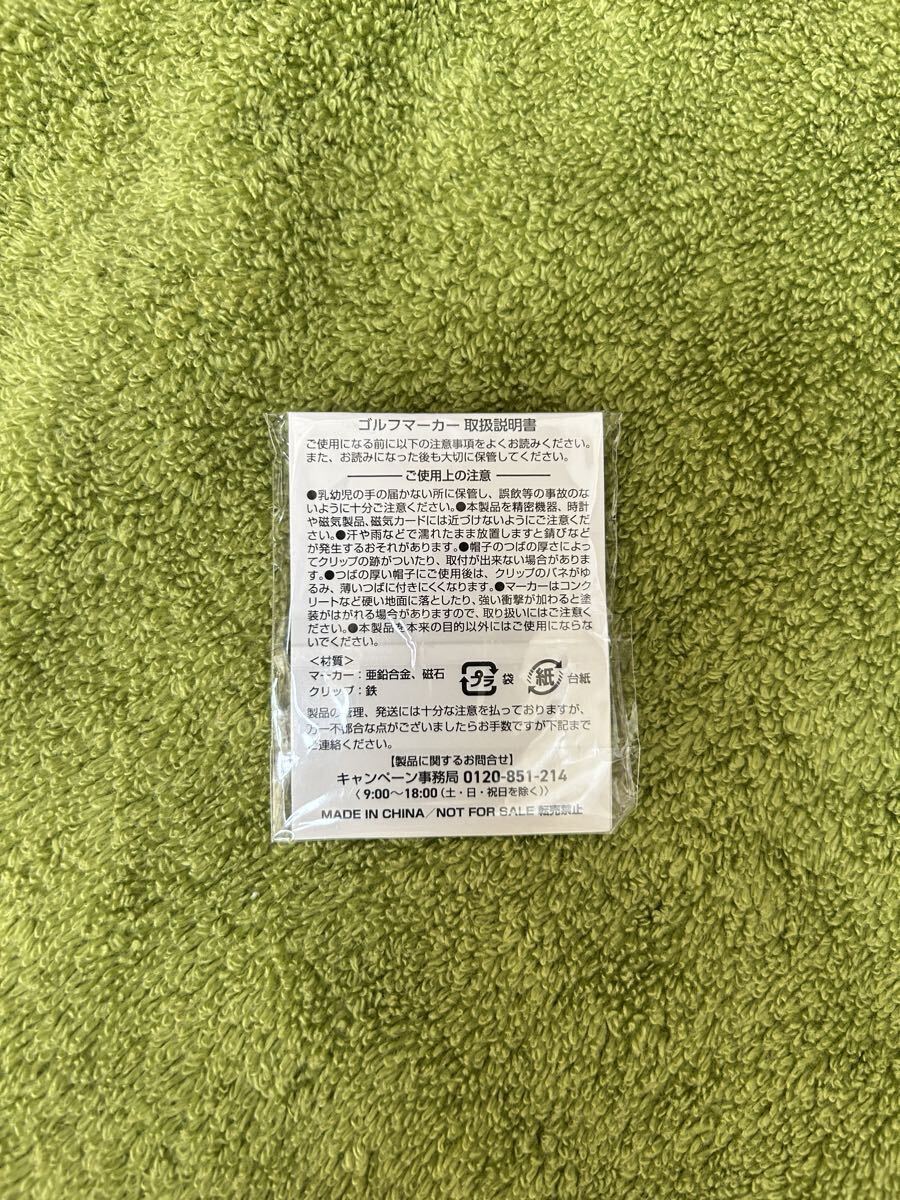 ゴルフマーカー 取扱説明書
ご使用になる前に以下の注意事項をよくお読みください。
また、お読みになった後も大切に保管してください。
ご使用上の注意
●乳幼児の手の届かない所に保管し、誤飲等の事故のな
いように十分ご注意ください。●本製品を精密機器、時計
や磁気製品、磁気カードには近づけないようにご注意くだ
さい。●汗や雨などで濡れたまま放置しますと錆びなど
が発生するおそれがあります。●帽子のつばの厚さによっ
てクリップの跡がついたり、取付が出来ない場合がありま
す。●つばの厚い帽子にご使用後は、クリップのバネがゆ
るみ、薄いつばに付きにくくなります。●マーカーはコンク
リートなど硬い地面に落としたり、強い衝撃が加わると塗
装がはがれる場合がありますので、取り扱いにはご注意く
ださい。●本製品を本来の目的以外にはご使用にならな
いでください。
＜材質＞
マーカー：亜鉛合金、磁石
クリップ：鉄
プラ 袋 紙 台紙
製品の管理、発送には十分な注意を払っておりますが、
万一不都合な点がございましたらお手数ですが下記まで
ご連絡ください。
【製品に関するお問合せ】
キャンペーン事務局 0120-851-214
〈9:00〜18:00（土・日・祝日を除く）〉
MADE IN CHINA／NOT FOR SALE 転売禁止